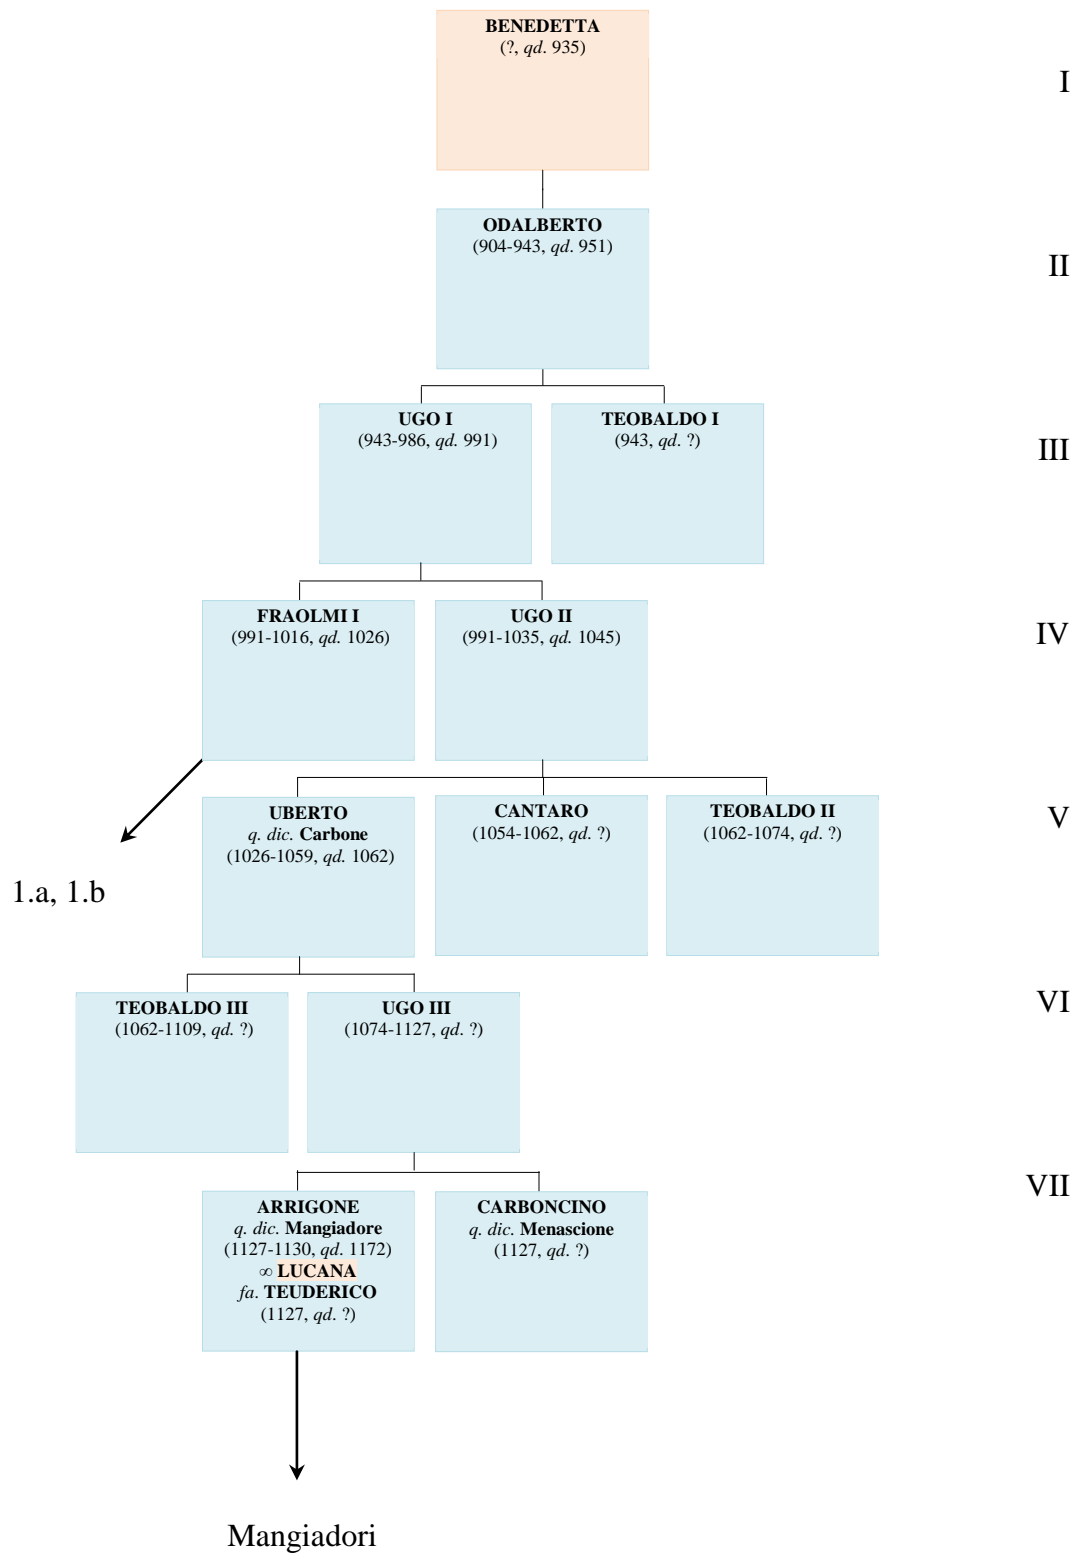 BENEDETTA
(?, qd. 935)
I
ODALBERTO
(904-943, qd. 951)
II
UGO I
(943-986, qd. 991)
TEOBALDO I
(943, qd. ?)
III
FRAOLMI I
(991-1016, qd. 1026)
UGO II
(991-1035, qd. 1045)
IV
UBERTO
q. dic. Carbone
(1026-1059, qd. 1062)
CANTARO
(1054-1062, qd. ?)
TEOBALDO II
(1062-1074, qd. ?)
V
1.a, 1.b
TEOBALDO III
(1062-1109, qd. ?)
UGO III
(1074-1127, qd. ?)
VI
ARRIGONE
q. dic. Mangiadore
(1127-1130, qd. 1172)
∞ LUCANA
fa. TEUDERICO
(1127, qd. ?)
CARBONCINO
q. dic. Menascione
(1127, qd. ?)
VII
Mangiadori